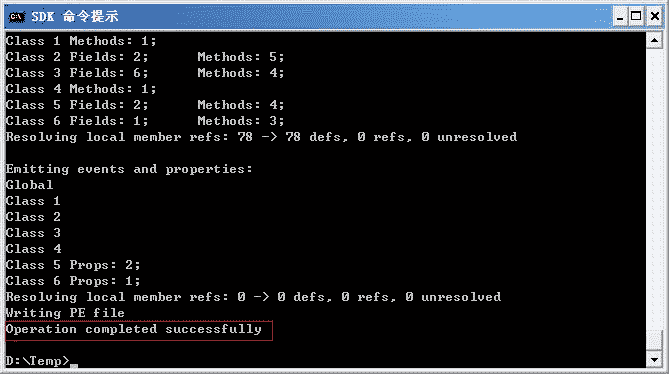 SDK 命令提示
Class 1 Methods: 1;
Class 2 Fields: 2;      Methods: 5;
Class 3 Fields: 6;      Methods: 4;
Class 4 Methods: 1;
Class 5 Fields: 2;      Methods: 4;
Class 6 Fields: 1;      Methods: 3;
Resolving local member refs: 78 -> 78 defs, 0 refs, 0 unresolved
Emitting events and properties:
Global
Class 1
Class 2
Class 3
Class 4
Class 5 Props: 2;
Class 6 Props: 1;
Resolving local member refs: 0 -> 0 defs, 0 refs, 0 unresolved
Writing PE file
Operation completed successfully
D:\Temp>_